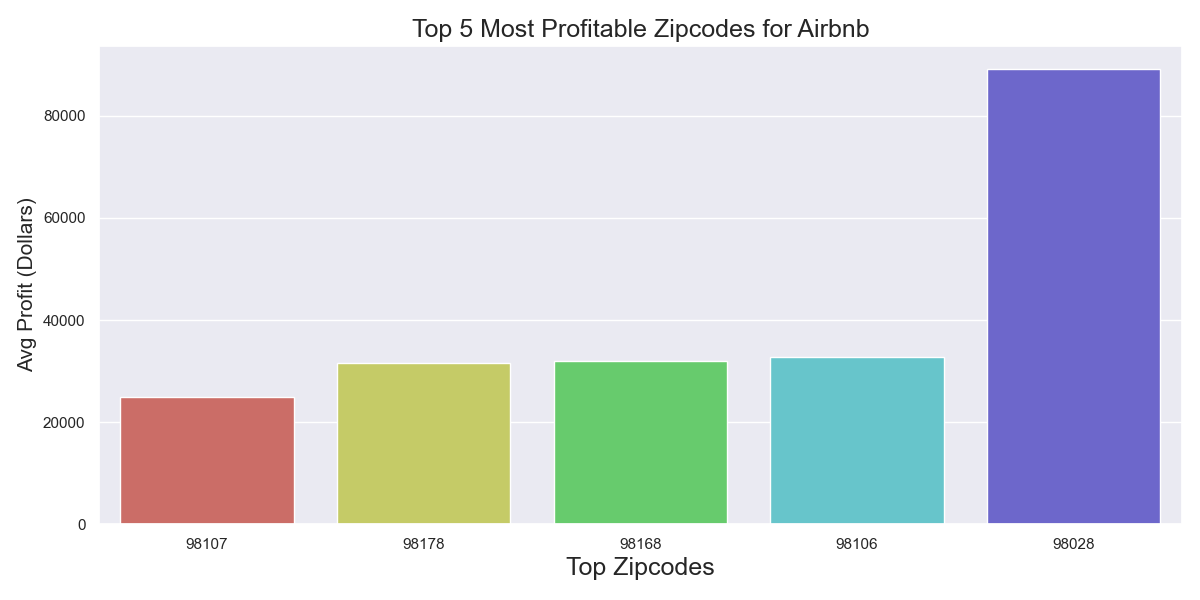 Top 5 Most Profitable Zipcodes for Airbnb
Avg Profit (Dollars)
80000
60000
40000
20000
0
98107 98178 98168 98106 98028
Top Zipcodes